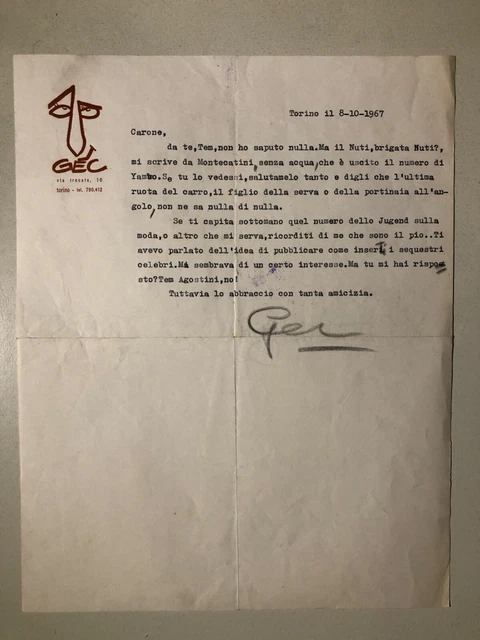 GEC
via trecate, 10
torino - tel. 790.412
Torino il 8-10-1967
Carone,
da te,Tem,non ho saputo nulla.Ma il Nuti,brigata Nuti?,
mi scrive da Montecatini,senza acqua,che è uscito il numero di
Yambo.Se tu lo vedessi,salutamelo tanto e digli che l'ultima
ruota del carro,il figlio della serva o della portinaia all'an-
golo,non ne sa nulla di nulla.
Se ti capita sottomano quel numero dello Jugend sulla
moda,o altro che mi serva,ricorditi di me che sono il pio..Ti
avevo parlato dell'idea di pubblicare come inserti i sequestri
celebri.Mi sembrava di un certo interesse.Ma tu mi hai rispo
sto?Tem Agostini,no!
Tuttavia lo abbraccio con tanta amicizia.
Gec